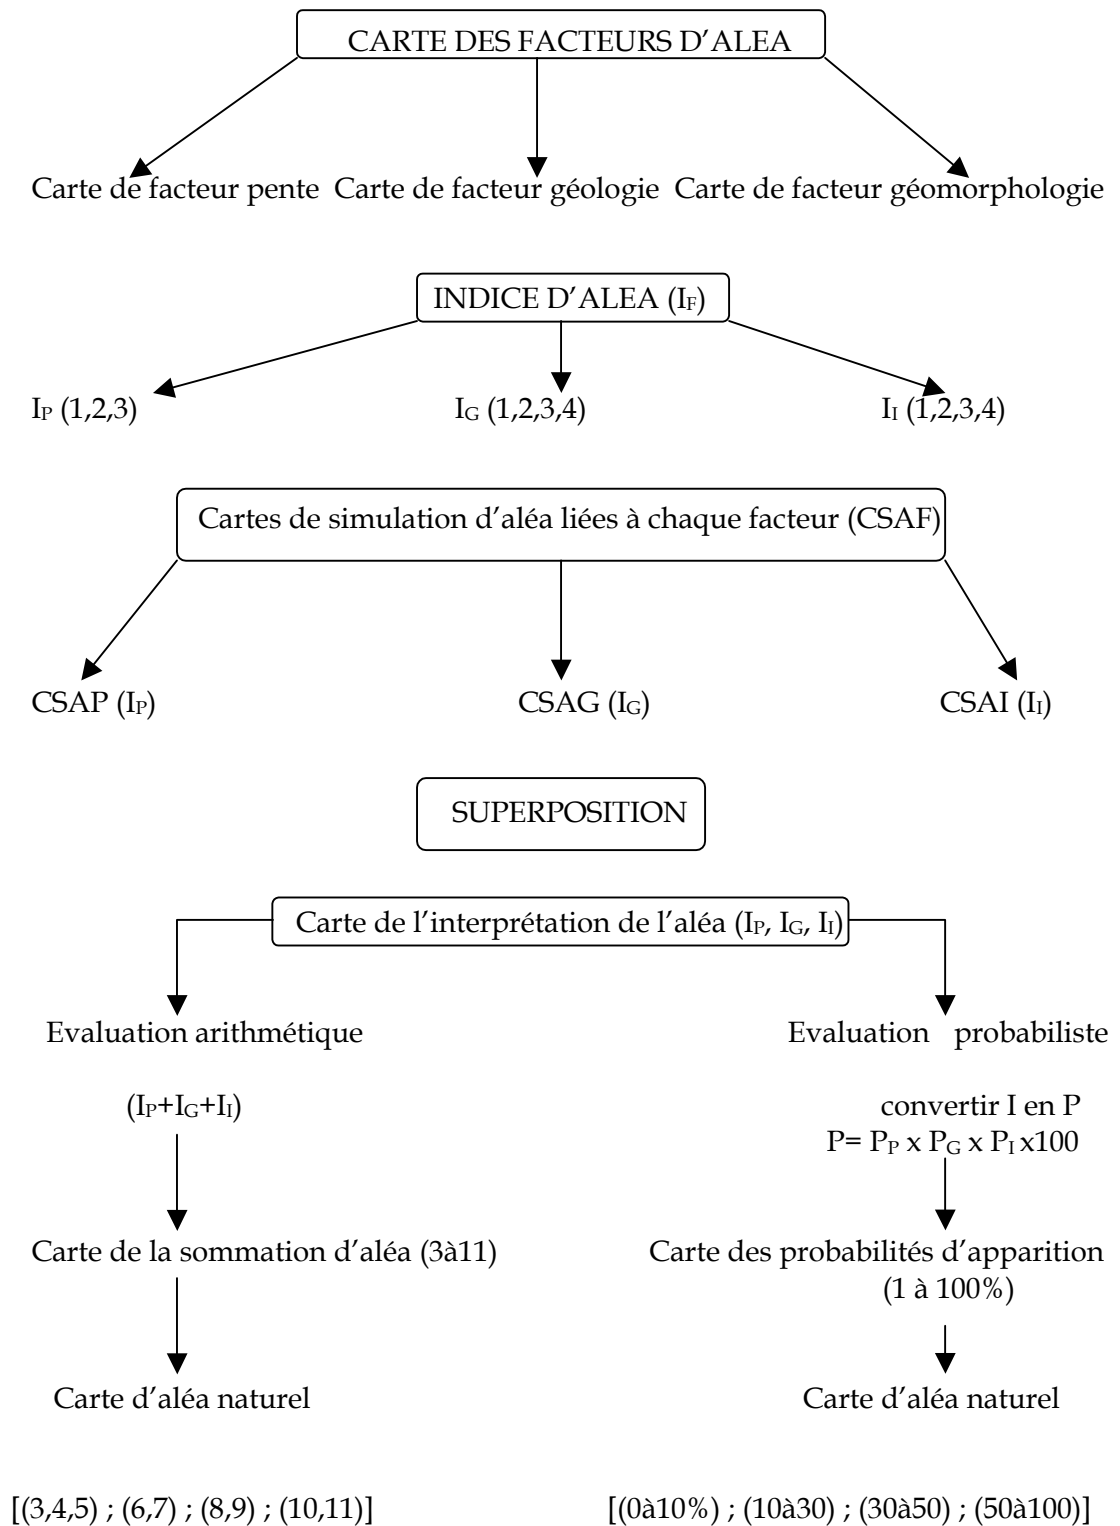 CARTE DES FACTEURS D’ALEA
Carte de facteur pente Carte de facteur géologie Carte de facteur géomorphologie
INDICE D’ALEA (IF)
IP (1,2,3) IG (1,2,3,4) II (1,2,3,4)
Cartes de simulation d’aléa liées à chaque facteur (CSAF)
CSAP (IP) CSAG (IG) CSAI (II)
SUPERPOSITION
Carte de l’interprétation de l’aléa (IP, IG, II)
Evaluation arithmétique Evaluation probabiliste
(IP+IG+II) convertir I en P
P= PP x PG x PI x100
Carte de la sommation d’aléa (3à11) Carte des probabilités d’apparition
(1 à 100%)
Carte d’aléa naturel Carte d’aléa naturel
[(3,4,5) ; (6,7) ; (8,9) ; (10,11)] [(0à10%) ; (10à30) ; (30à50) ; (50à100)]